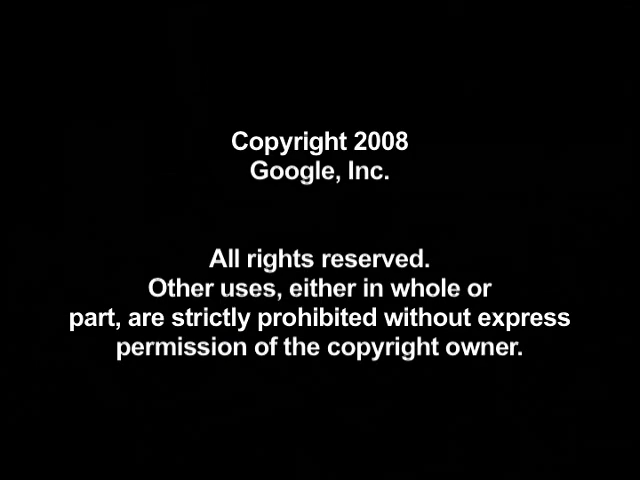 Copyright 2008
Google, Inc.
All rights reserved.
Other uses, either in whole or
part, are strictly prohibited without express
permission of the copyright owner.